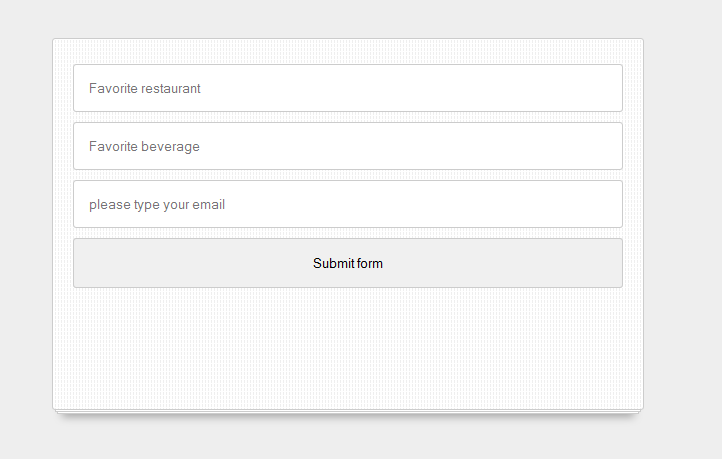 Favorite restaurant
Favorite beverage
please type your email
Submit form